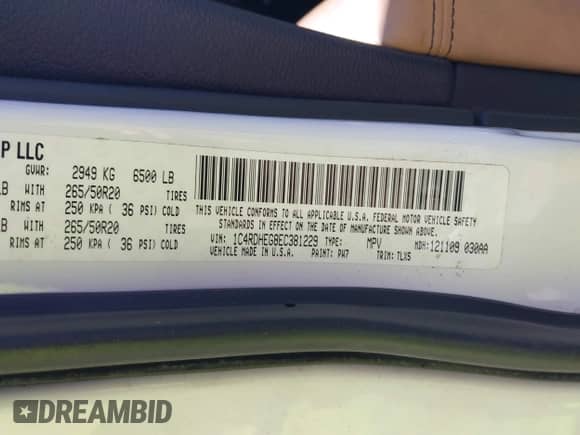 P LLC
GVWR: 2949 KG 6500 LB
LB WITH 265/50R20 TIRES
RIMS AT 250 KPA ( 36 PSI) COLD
LB WITH 265/50R20 TIRES
RIMS AT 250 KPA ( 36 PSI) COLD
THIS VEHICLE CONFORMS TO ALL APPLICABLE U.S.A. FEDERAL MOTOR VEHICLE SAFETY
STANDARDS IN EFFECT ON THE DATE OF MANUFACTURE SHOWN ABOVE.
VIN: 1C4RDHEG8EC381229 TYPE: MPV MDH: 121109 030AA
VEHICLE MADE IN U.S.A. PAINT: PW7 TRIM: TLX5
DREAMBID